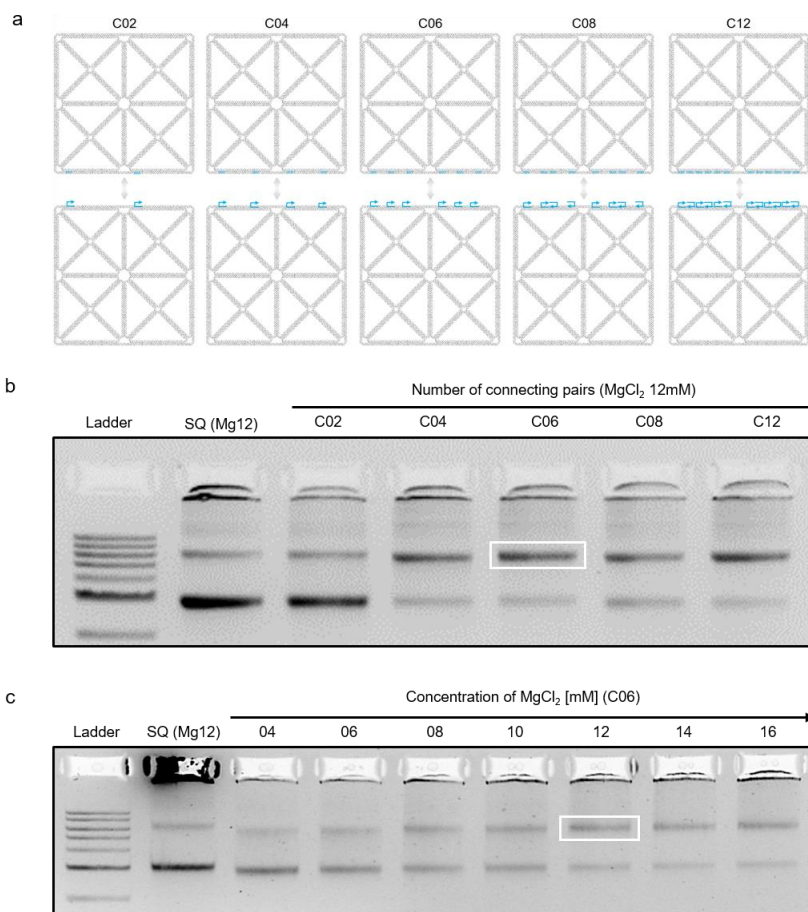 a
C02 C04 C06 C08 C12
b
Number of connecting pairs (MgCl₂ 12mM)
Ladder SQ (Mg12) C02 C04 C06 C08 C12
c
Concentration of MgCl₂ [mM] (C06)
Ladder SQ (Mg12) 04 06 08 10 12 14 16